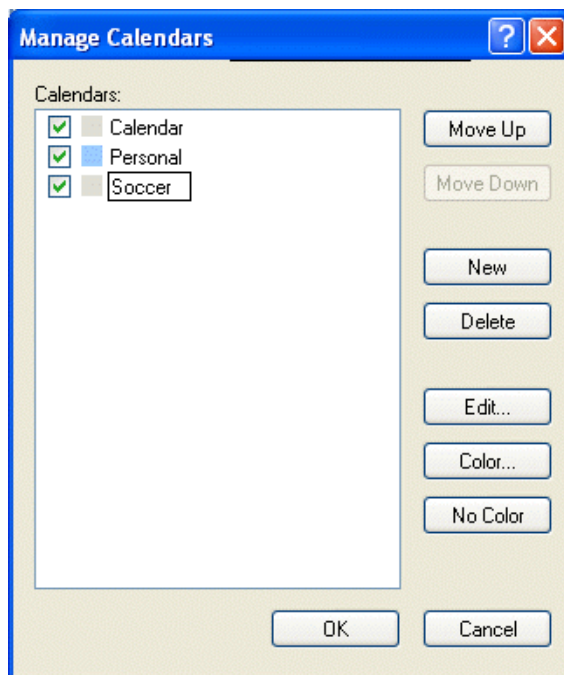 Manage Calendars
Calendars:
Calendar
Personal
Soccer
Move Up
Move Down
New
Delete
Edit...
Color...
No Color
OK
Cancel